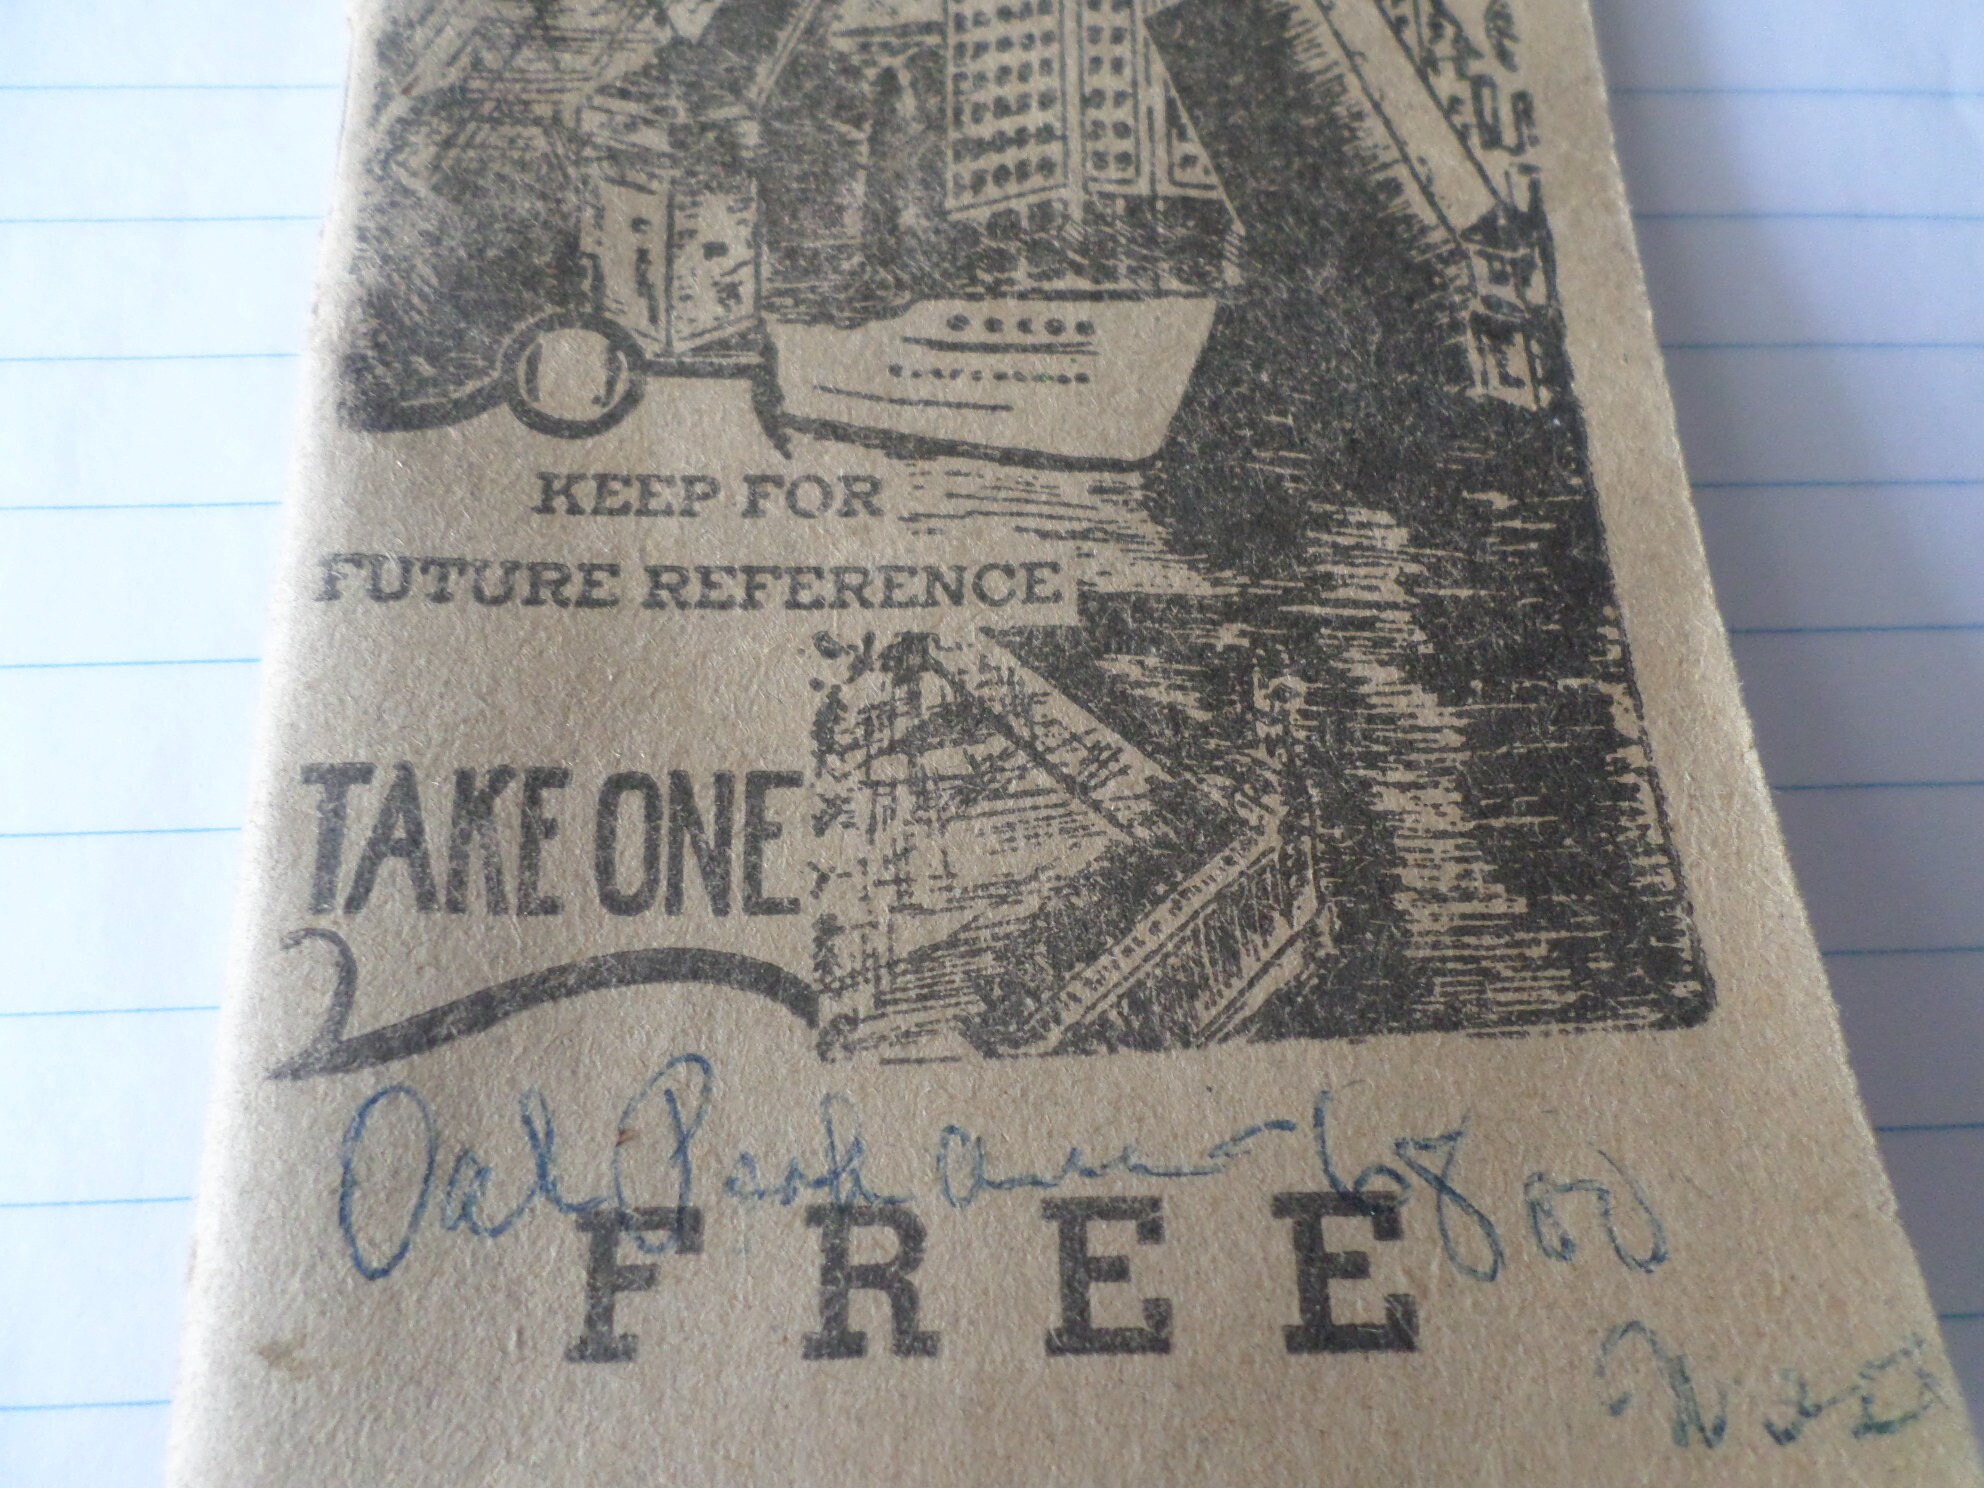 KEEP FOR
FUTURE REFERENCE
TAKE ONE
Oak Park ave - 6800
FREE